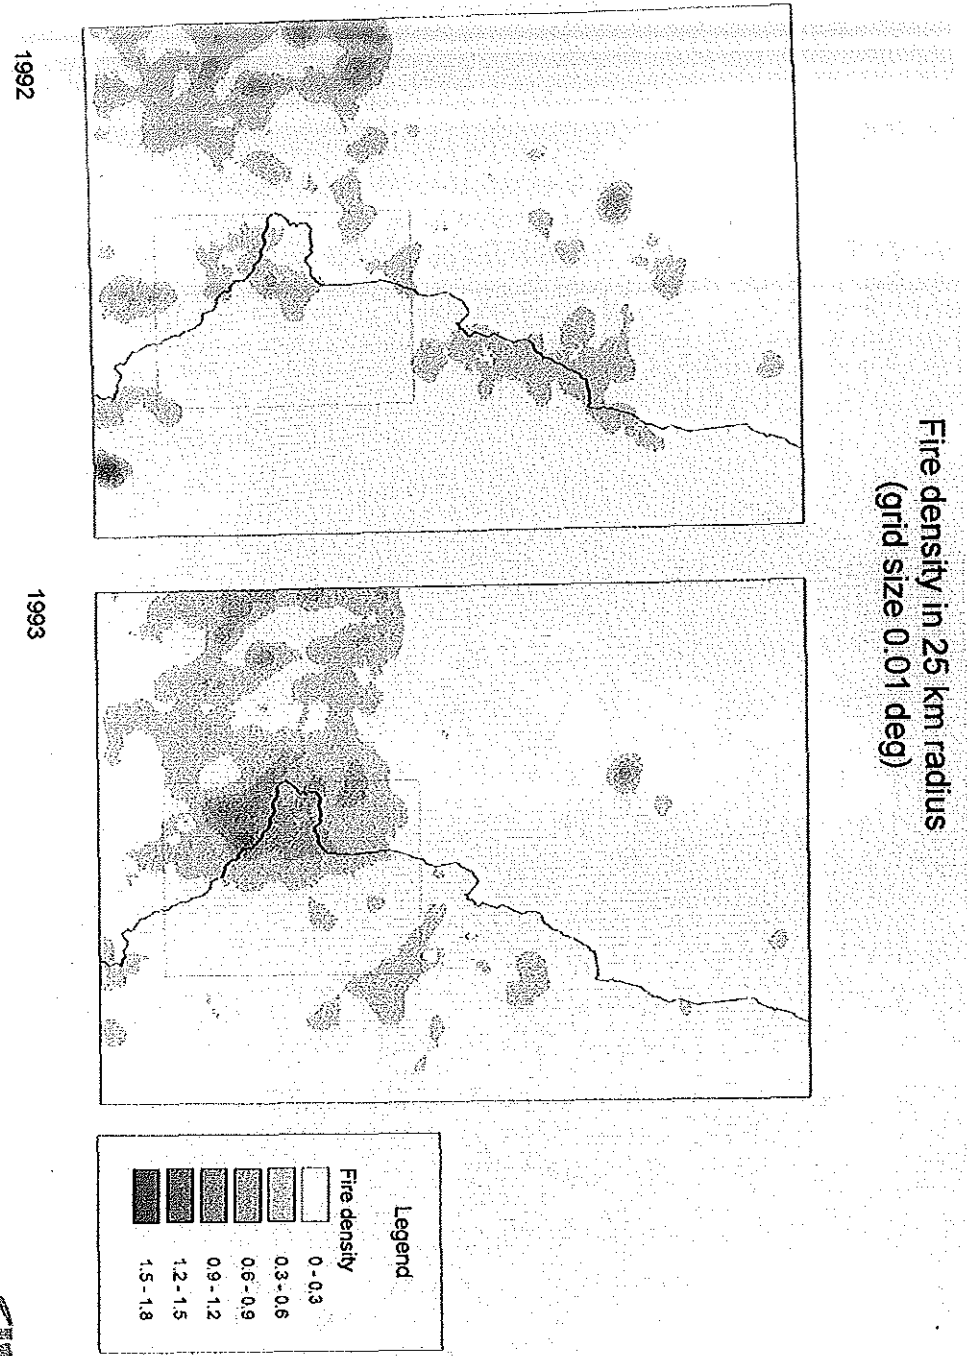 Fire density in 25 km radius
(grid size 0.01 deg)
1992
1993
Legend
Fire density
0 - 0.3
0.3 - 0.6
0.6 - 0.9
0.9 - 1.2
1.2 - 1.5
1.5 - 1.8